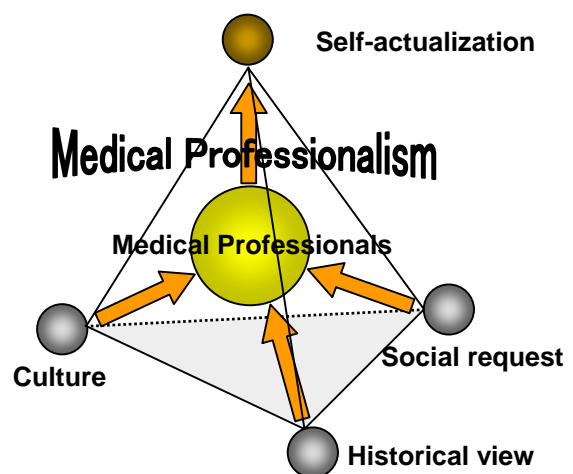 Self-actualization
Medical Professionalism
Medical Professionals
Social request
Culture
Historical view